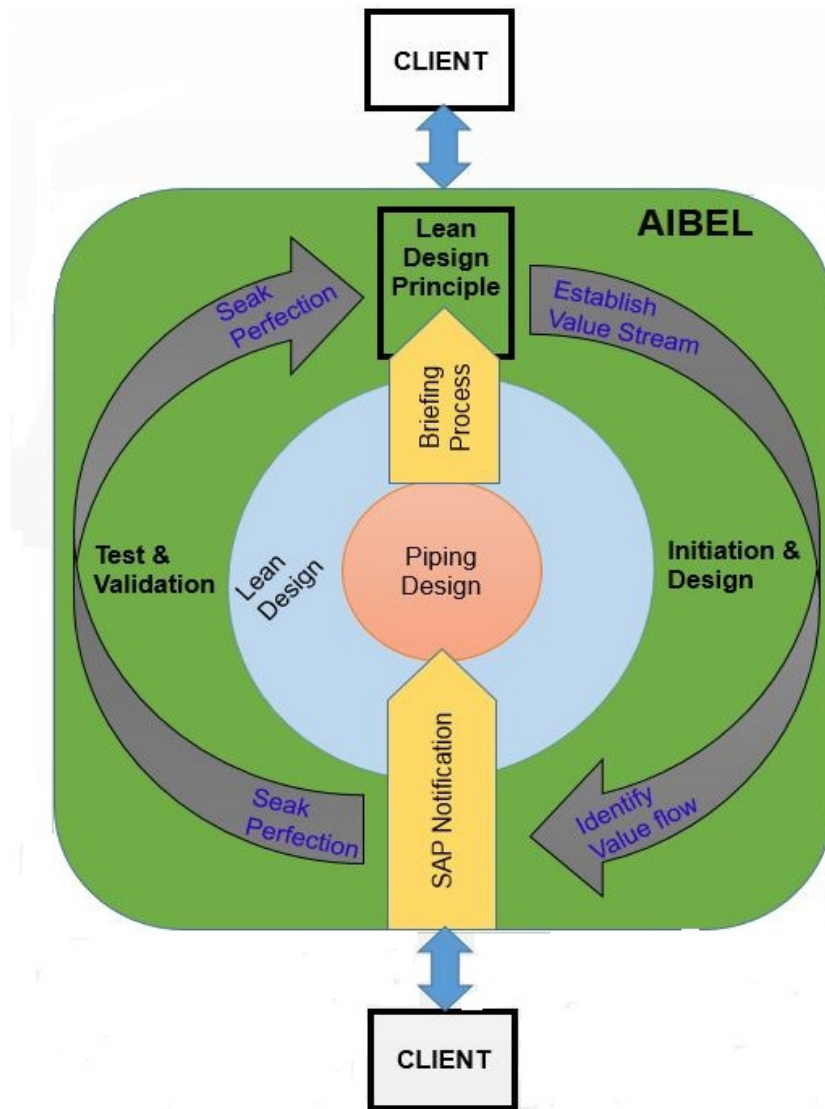 CLIENT
AIBEL
Lean
Design
Principle
Seak
Perfection
Establish
Value Stream
Briefing
Process
Test &
Validation
Lean
Design
Piping
Design
Initiation &
Design
SAP Notification
Seak
Perfection
Identify
Value flow
CLIENT